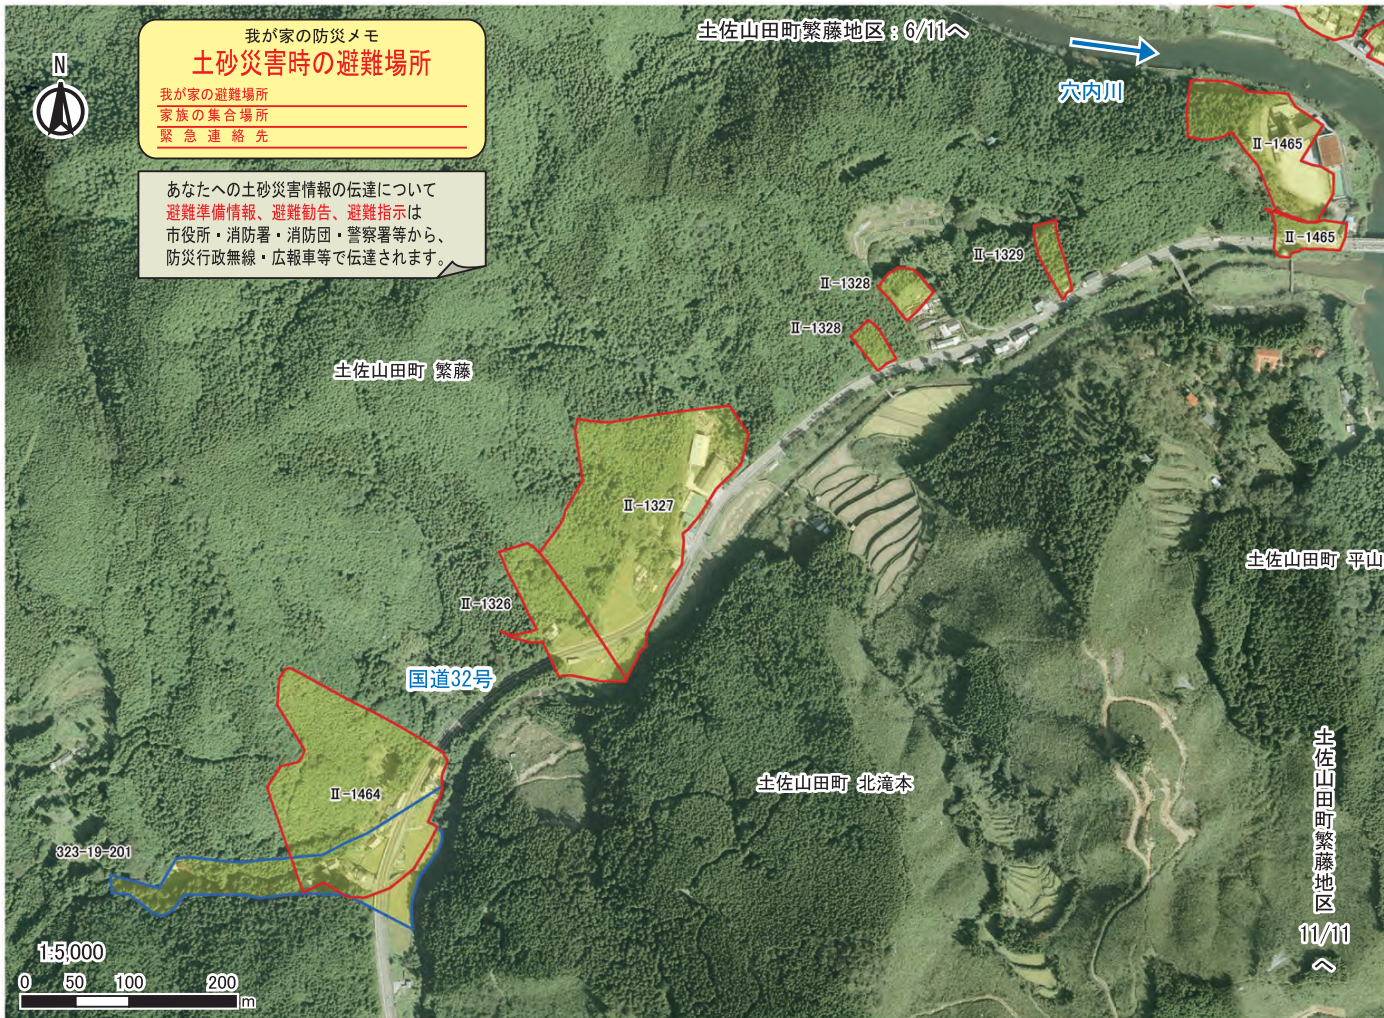 我が家の防災メモ
土砂災害時の避難場所
我が家の避難場所
家族の集合場所
緊急連絡先
あなたへの土砂災害情報の伝達について
避難準備情報、避難勧告、避難指示は
市役所・消防署・消防団・警察署等から、
防災行政無線・広報車等で伝達されます。
N
土佐山田町繁藤地区：6/11へ
穴内川
Ⅱ-1465
Ⅱ-1465
Ⅱ-1329
Ⅱ-1328
Ⅱ-1328
土佐山田町 繁藤
Ⅱ-1327
土佐山田町 平山
Ⅱ-1326
国道32号
土佐山田町 北滝本
Ⅱ-1464
323-19-201
土佐山田町繁藤地区
11/11
へ
1:5,000
0 50 100 200
m